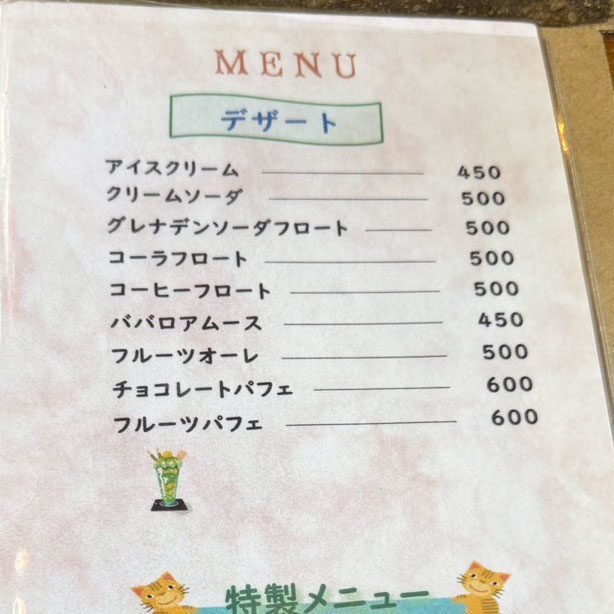 MENU
デザート
アイスクリーム 450
クリームソーダ 500
グレナデンソーダフロート 500
コーラフロート 500
コーヒーフロート 500
ババロアムース 450
フルーツオーレ 500
チョコレートパフェ 600
フルーツパフェ 600
特製メニュー